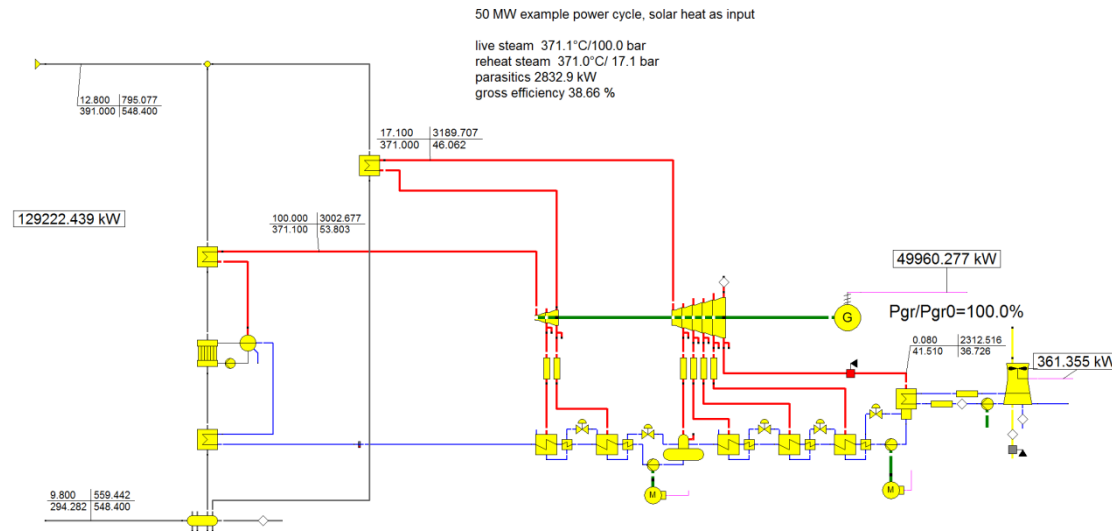 50 MW example power cycle, solar heat as input
live steam 371.1°C/100.0 bar
reheat steam 371.0°C/ 17.1 bar
parasitics 2832.9 kW
gross efficiency 38.66 %
12.800 795.077
391.000 548.400
17.100 3189.707
371.000 46.062
129222.439 kW
100.000 3002.677
371.100 53.803
49960.277 kW
G
Pgr/Pgr0=100.0%
0.080 2312.516
41.510 36.726
361.355 kW
9.800 559.442
294.282 548.400
M
M